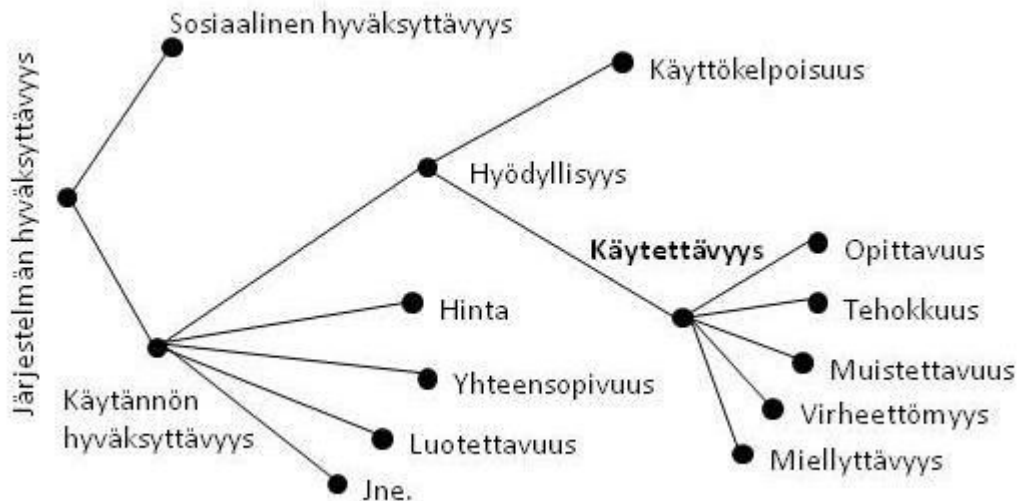 Järjestelmän hyväksyttävyys
Sosiaalinen hyväksyttävyys
Käyttökelpoisuus
Hyödyllisyys
Käytettävyys
Opittavuus
Hinta
Tehokkuus
Yhteensopivuus
Muistettavuus
Käytännön
hyväksyttävyys
Virheettömyys
Luotettavuus
Miellyttävyys
Jne.